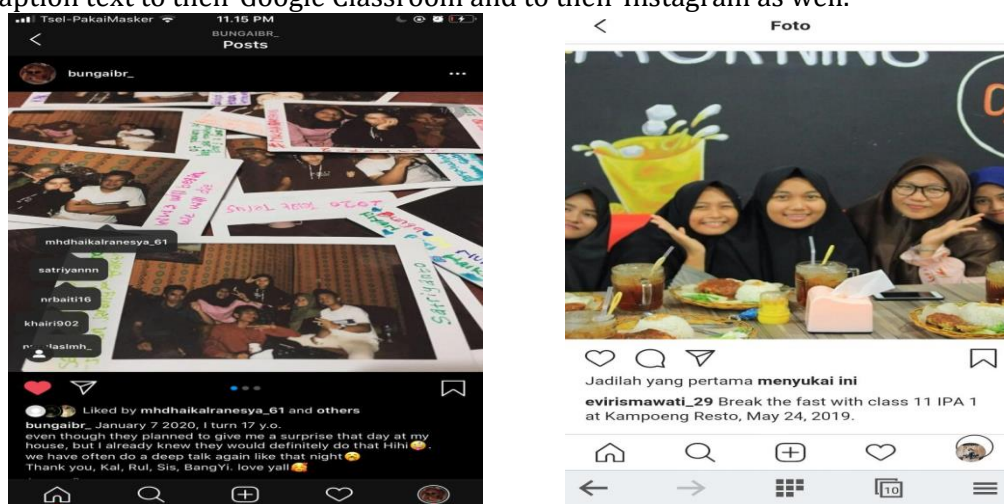 caption text to their Google Classroom and to their Instagram as well.
Tsel-PakaiMasker
11.15 PM
BUNGAIBR_
Posts
bungaibr_
2020
Satriyanto
mhdhaikalranesya_61
satriyannn
nrbaiti16
khairi902
Liked by mhdhaikalranesya_61 and others
bungaibr_ January 7 2020, I turn 17 y.o.
even though they planned to give me a surprise that day at my
house, but I already knew they would definitely do that Hihi😄.
we have often do a deep talk again like that night😔
Thank you, Kal, Rul, Sis, BangYi. love yall🥰
Foto
MORNING
Jadilah yang pertama menyukai ini
evirismawati_29 Break the fast with class 11 IPA 1
at Kampoeng Resto, May 24, 2019.
10